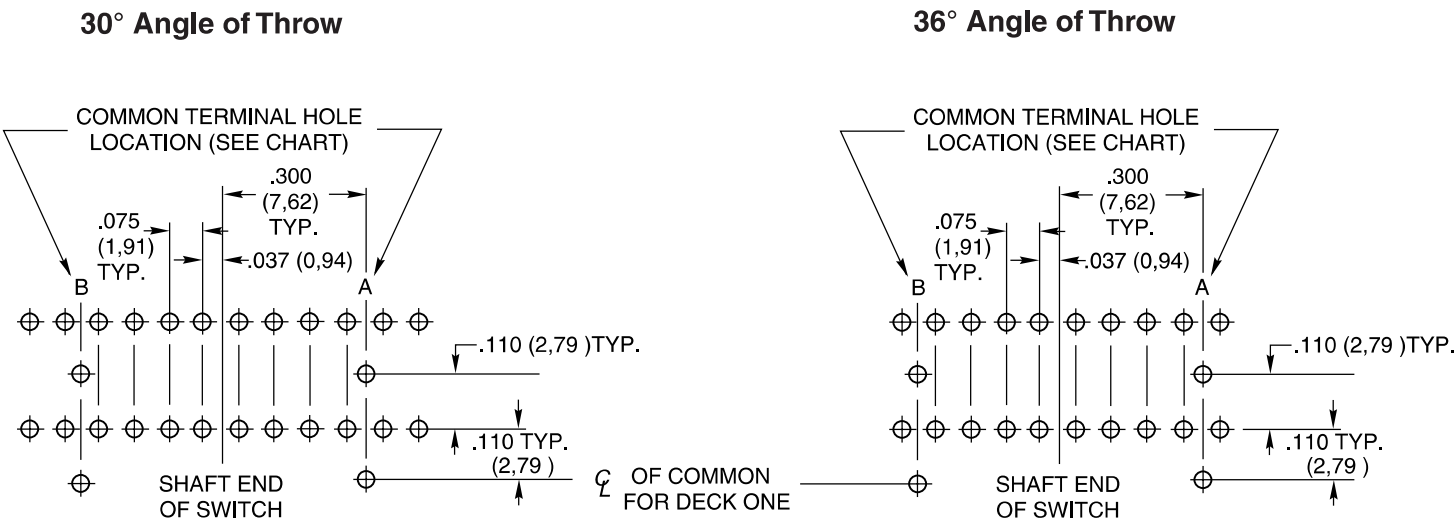 30° Angle of Throw
COMMON TERMINAL HOLE
LOCATION (SEE CHART)
.300
(7,62)
TYP.
.075
(1,91)
TYP.
.037 (0,94)
B
A
.110 (2,79 )TYP.
.110 TYP.
(2,79 )
SHAFT END
OF SWITCH
℄ OF COMMON
FOR DECK ONE
36° Angle of Throw
COMMON TERMINAL HOLE
LOCATION (SEE CHART)
.300
(7,62)
TYP.
.075
(1,91)
TYP.
.037 (0,94)
B
A
.110 (2,79 )TYP.
.110 TYP.
(2,79 )
SHAFT END
OF SWITCH